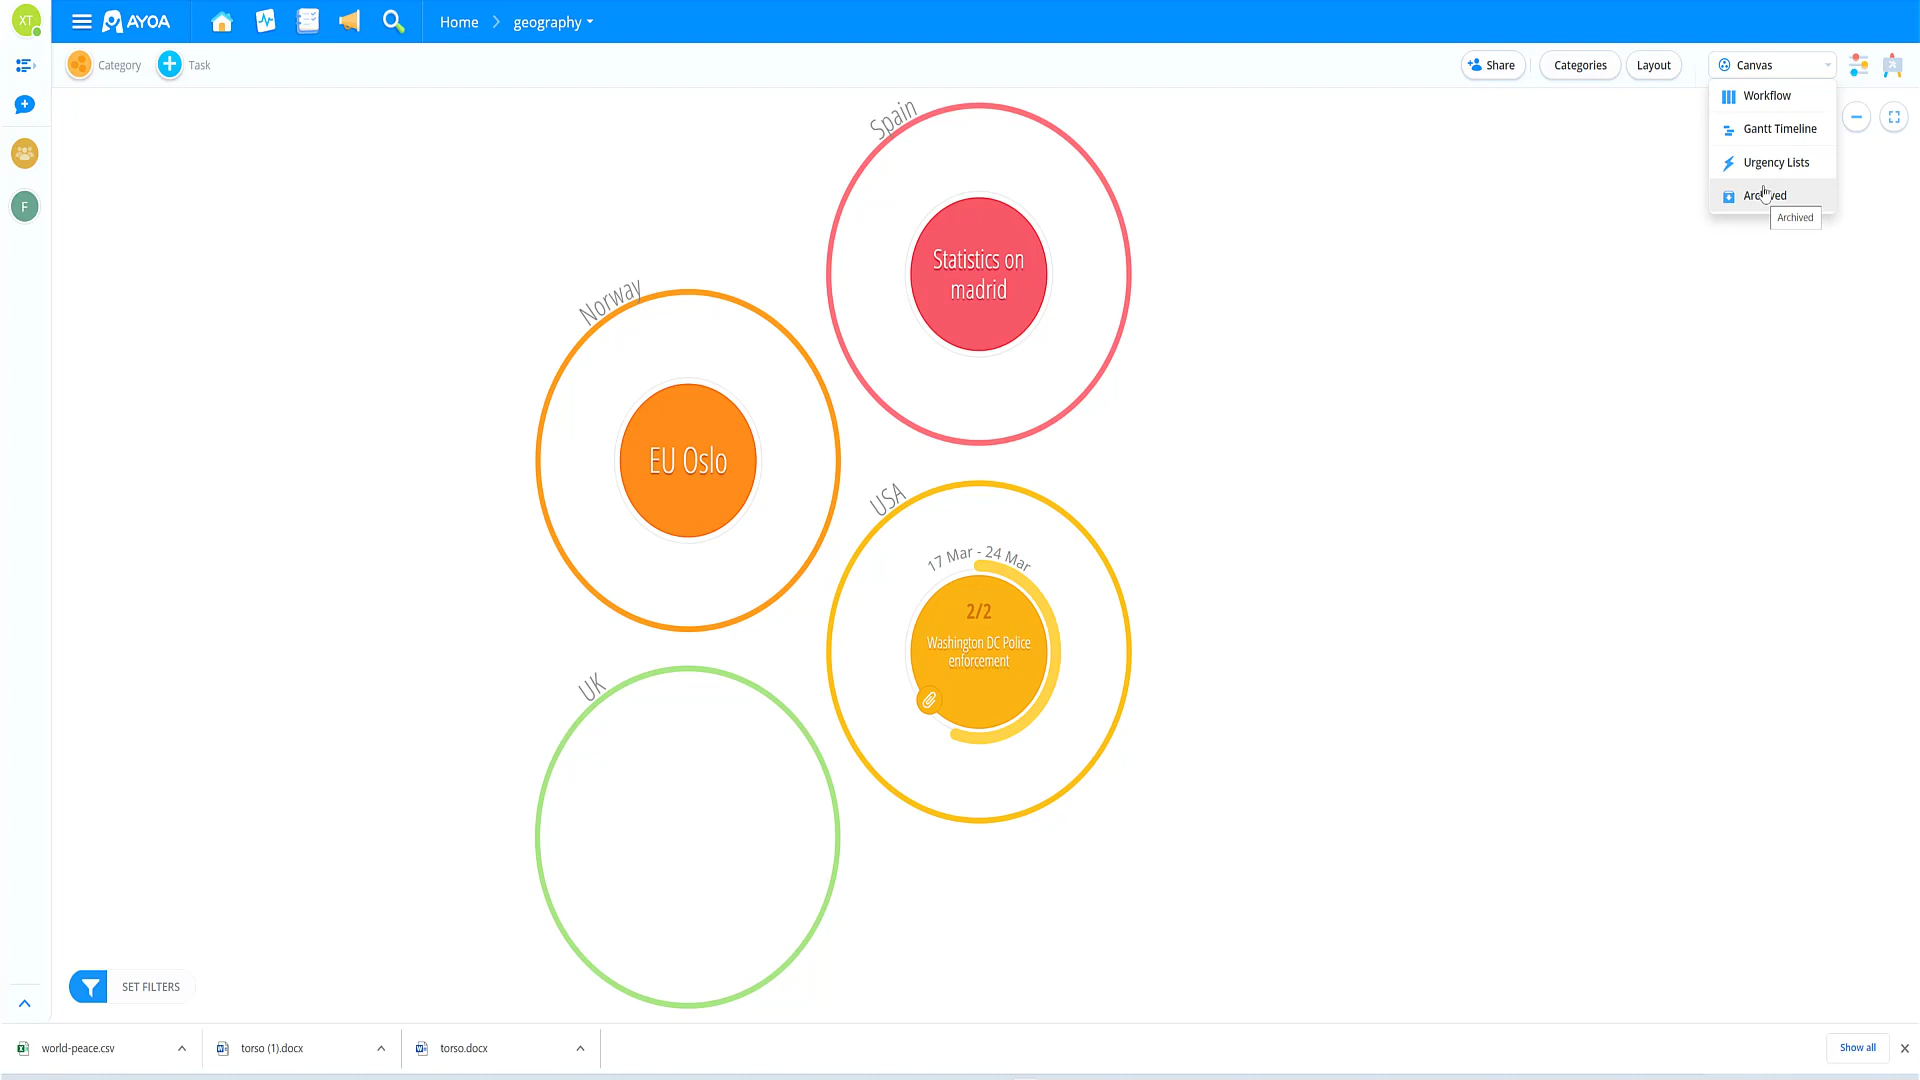 XT
AYOA
Home
geography
Category
Task
Share
Categories
Layout
Canvas
Workflow
Gantt Timeline
Urgency Lists
Archived
Archived
F
Spain
Statistics on
madrid
Norway
EU Oslo
USA
17 Mar - 24 Mar
2/2
Washington DC Police
enforcement
UK
SET FILTERS
world-peace.csv
torso (1).docx
torso.docx
Show all